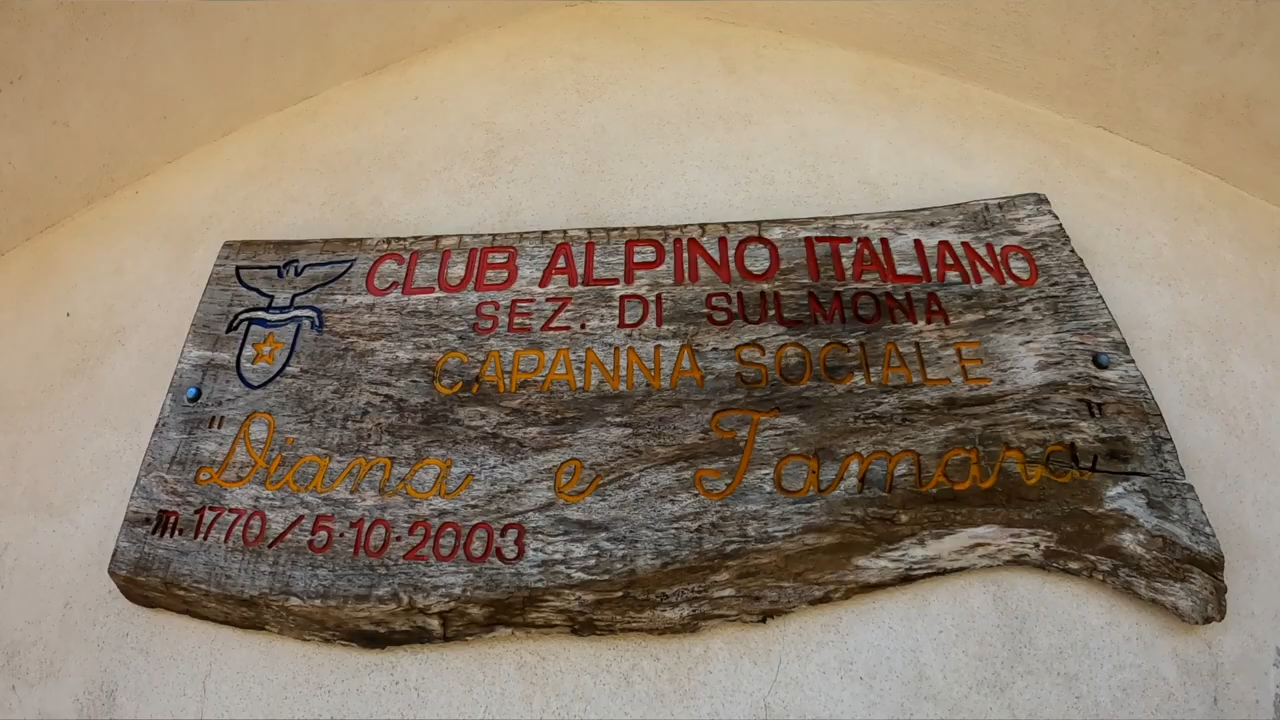 CLUB ALPINO ITALIANO
SEZ. DI SULMONA
CAPANNA SOCIALE
"Diana e Tamara"
m. 1770/5·10·2003